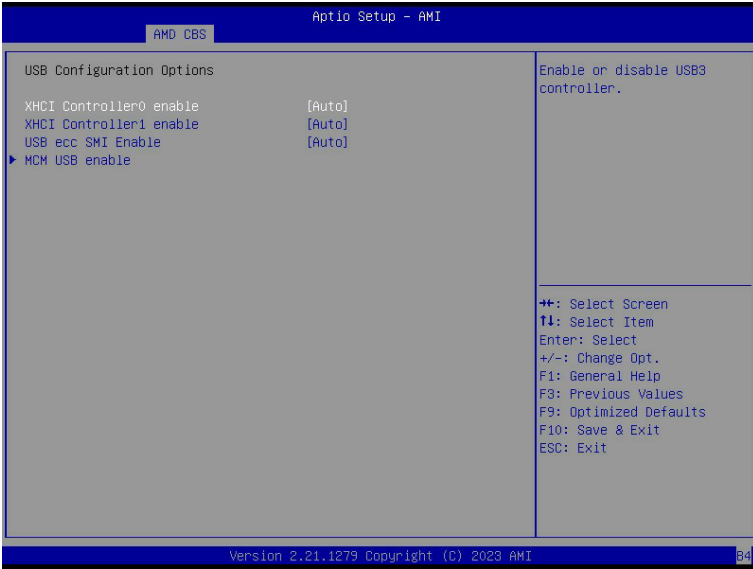 Aptio Setup – AMI
AMD CBS
USB Configuration Options
XHCI Controller0 enable [Auto]
XHCI Controller1 enable [Auto]
USB ecc SMI Enable [Auto]
MCM USB enable
Enable or disable USB3
controller.
→←: Select Screen
↑↓: Select Item
Enter: Select
+/-: Change Opt.
F1: General Help
F3: Previous Values
F9: Optimized Defaults
F10: Save & Exit
ESC: Exit
Version 2.21.1279 Copyright (C) 2023 AMI
B4